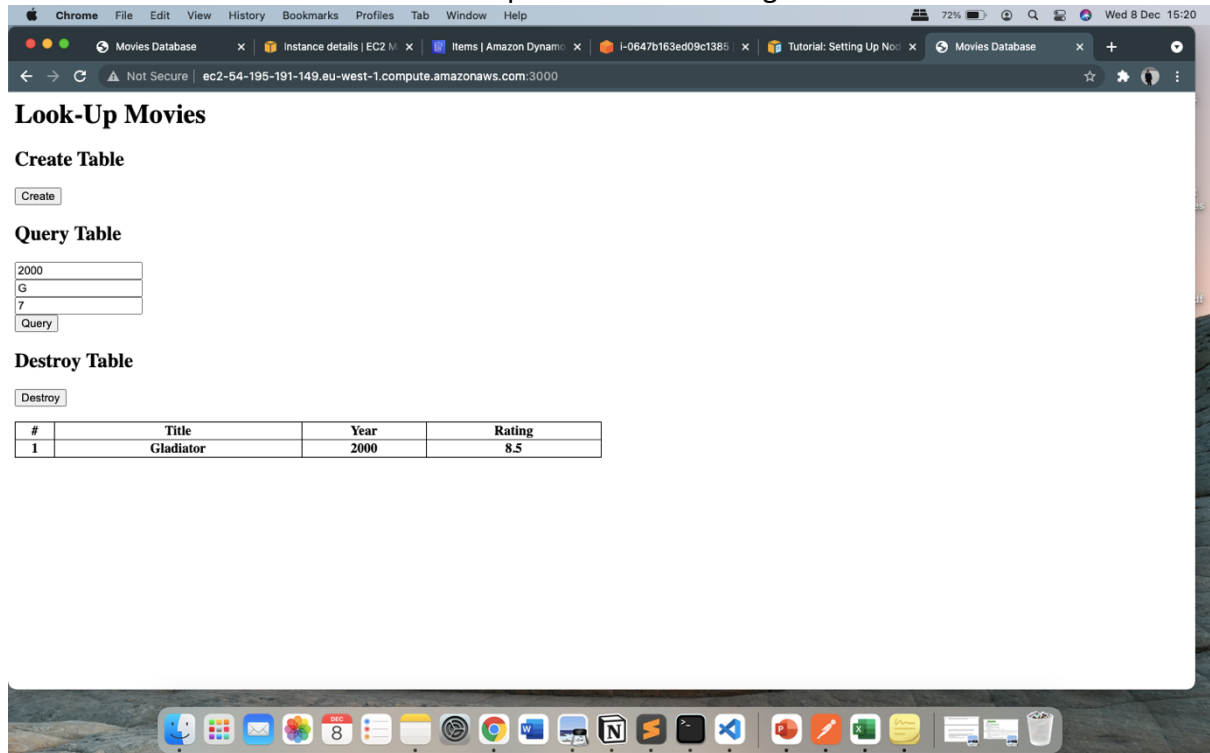 Chrome File Edit View History Bookmarks Profiles Tab Window Help 72% Wed 8 Dec 15:20
Movies Database Instance details | EC2 M Items | Amazon Dynamo i-0647b163ed09c1385 | Tutorial: Setting Up Nod Movies Database
Not Secure | ec2-54-195-191-149.eu-west-1.compute.amazonaws.com:3000
Look-Up Movies
Create Table
Create
Query Table
2000
G
7
Query
Destroy Table
Destroy
# Title Year Rating
1 Gladiator 2000 8.5
DEC
8